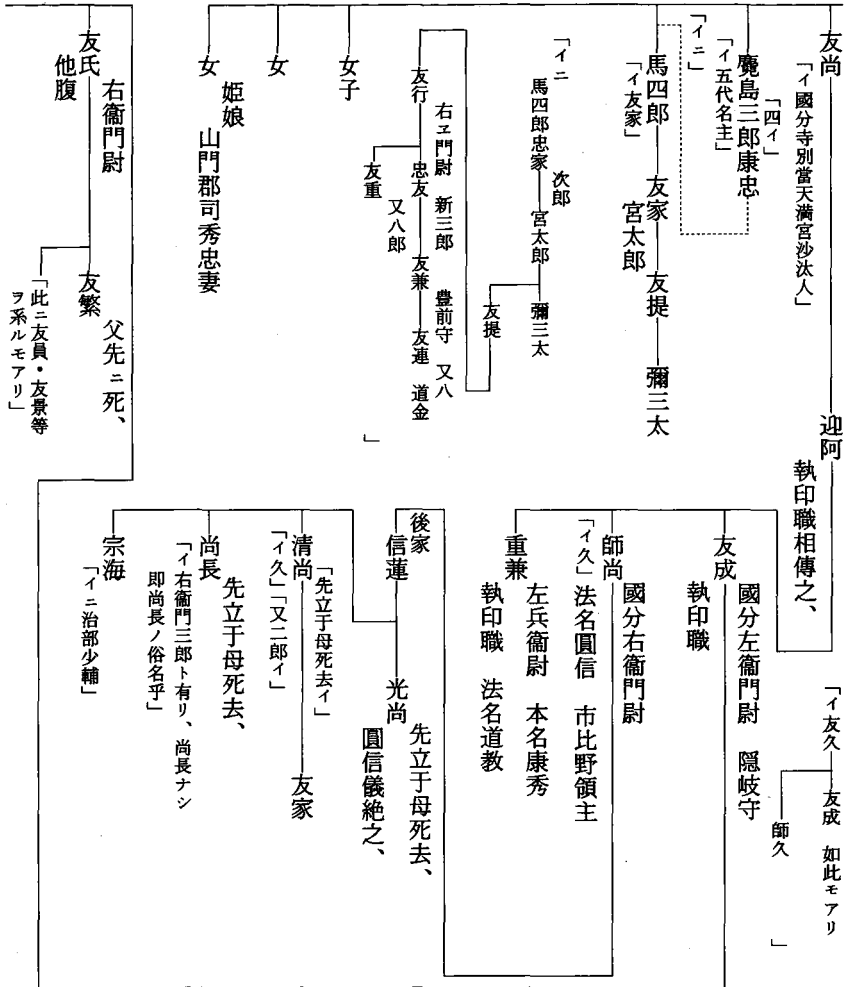 友尚
「イ國分寺別當天満宮沙汰人」
迎阿
執印職相傳之、
「イ友久
友成　如此モアリ
師久
」
「四イ」
鹿島三郎康忠
「イ五代名主」
「イニ」
馬四郎
「イ友家」
友家
宮太郎
友提
彌三太
「イニ
次郎
馬四郎忠家
宮太郎
彌三太
友提
右ヱ門尉　新三郎
豊前守　又八
友行
忠友
友兼
友連　道金
又八郎
友重
」
女子
女
女
姫娘
山門郡司秀忠妻
國分左衞門尉　隠岐守
友成
執印職
國分右衞門尉
師尚
「イ久」
法名圓信　市比野領主
左兵衞尉　本名康秀
重兼
執印職　法名道教
後家
信蓮
先立于母死去、
光尚
圓信儀絶之、
「先立于母死去イ」
清尚
友家
「イ久」「又二郎イ」
先立于母死去、
尚長
「イ右衞門三郎ト有リ、尚長ナシ
即尚長ノ俗名乎」
宗海
「イニ治部少輔」
右衞門尉
友氏
他腹
父先ニ死、
友繁
「此ニ友員・友景等
ヲ系ルモアリ」